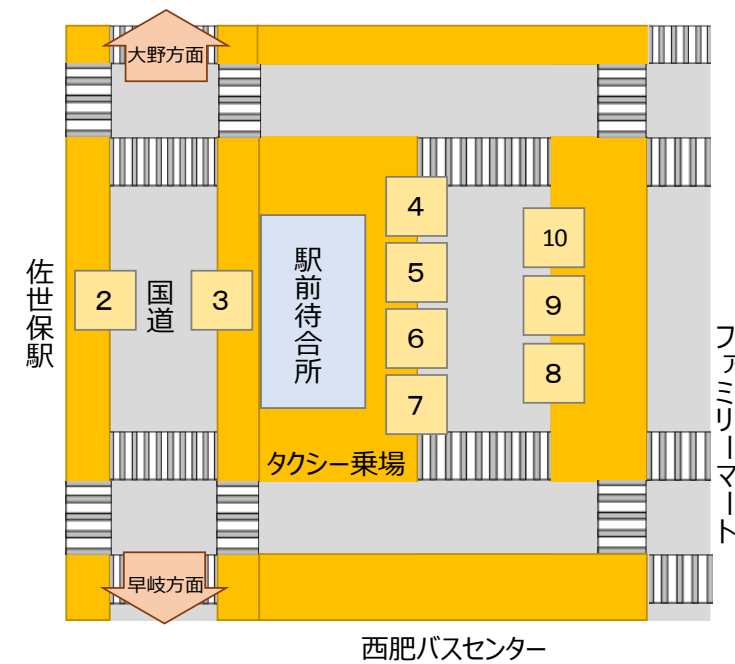 大野方面
4
10
5
佐世保駅
2
国道
3
駅前待合所
9
6
8
7
ファミリーマート
タクシー乗場
早岐方面
西肥バスセンター